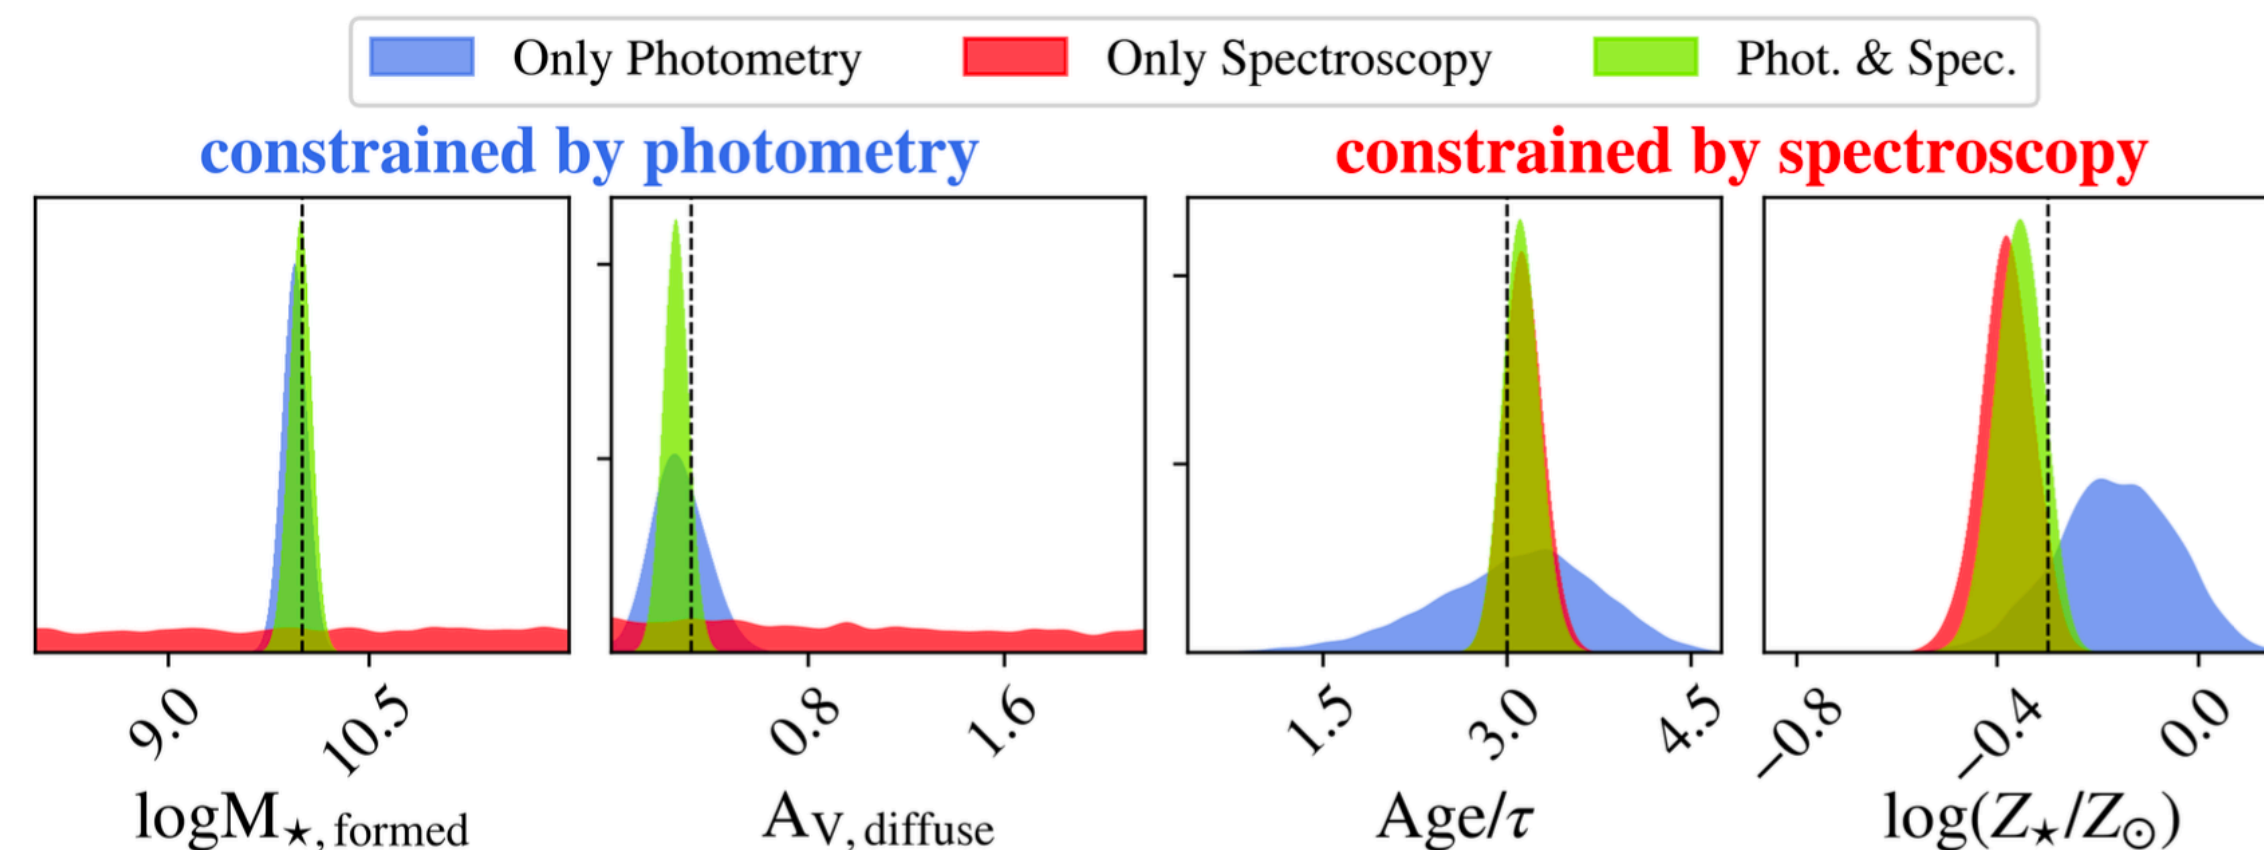 Only Photometry Only Spectroscopy Phot. & Spec.
constrained by photometry constrained by spectroscopy
9.0 10.5 0.8 1.6 1.5 3.0 4.5 −0.8 −0.4 0.0
logM★, formed AV, diffuse Age/τ log(Z★/Z⊙)